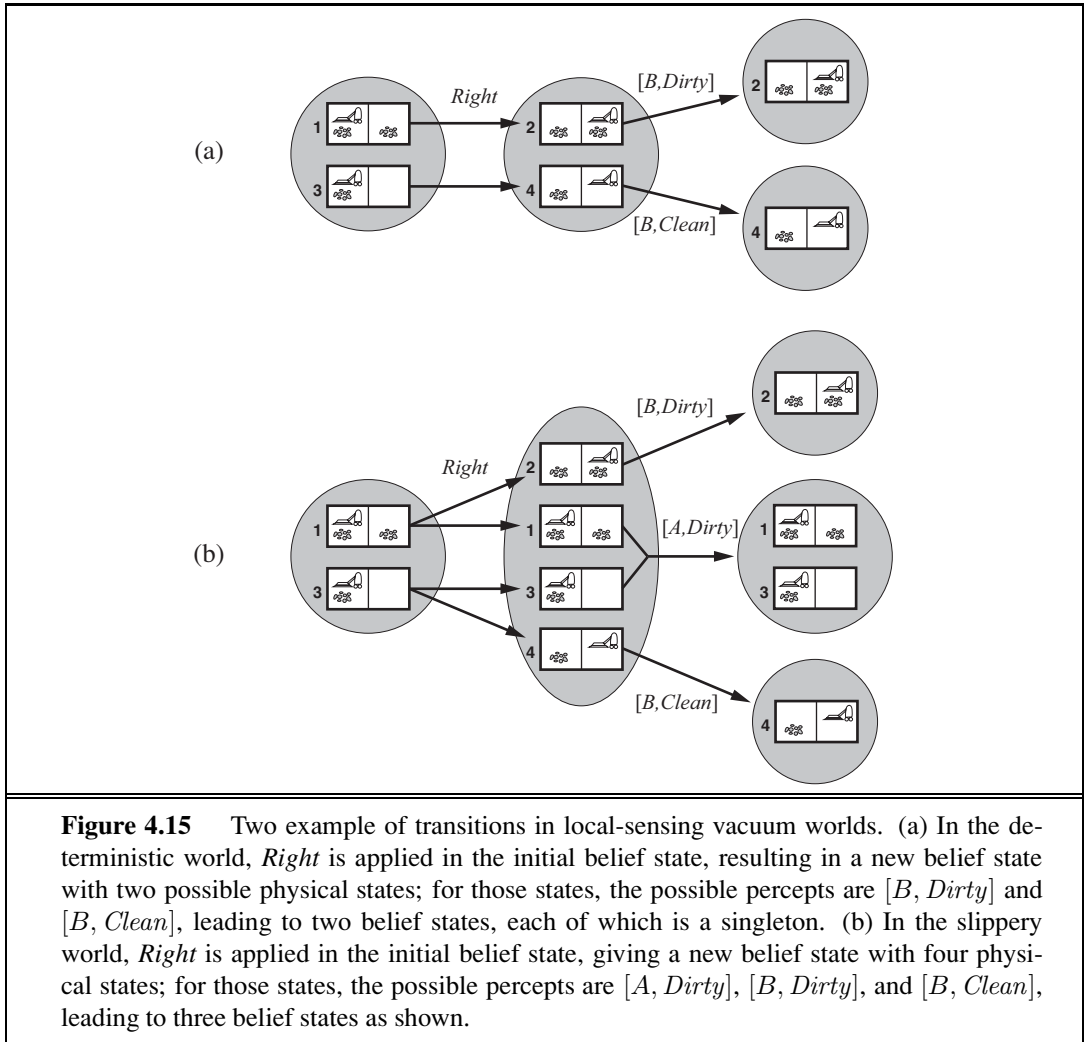 (a)
Right
1
3
2
4
[B,Dirty]
[B,Clean]
2
4
(b)
Right
1
3
2
1
3
4
[B,Dirty]
[A,Dirty]
[B,Clean]
2
1
3
4
Figure 4.15 Two example of transitions in local-sensing vacuum worlds. (a) In the de-
terministic world, Right is applied in the initial belief state, resulting in a new belief state
with two possible physical states; for those states, the possible percepts are [B, Dirty] and
[B, Clean], leading to two belief states, each of which is a singleton. (b) In the slippery
world, Right is applied in the initial belief state, giving a new belief state with four physi-
cal states; for those states, the possible percepts are [A, Dirty], [B, Dirty], and [B, Clean],
leading to three belief states as shown.